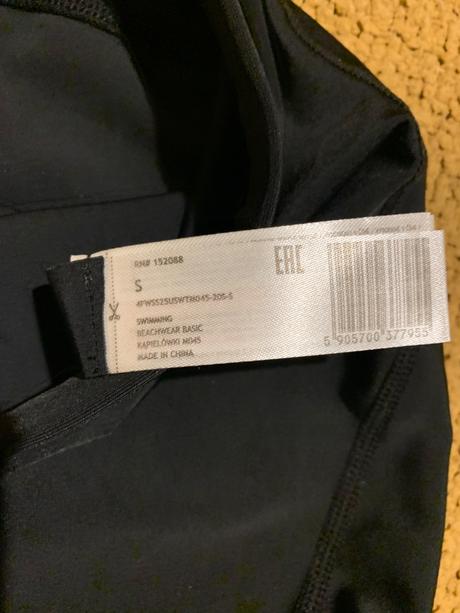 RN# 152088
S
4FWSS25USWTM045-20S-S
SWIMMING
BEACHWEAR BASIC
KĄPIELÓWKI M045
MADE IN CHINA
EAC
5 905700 377955